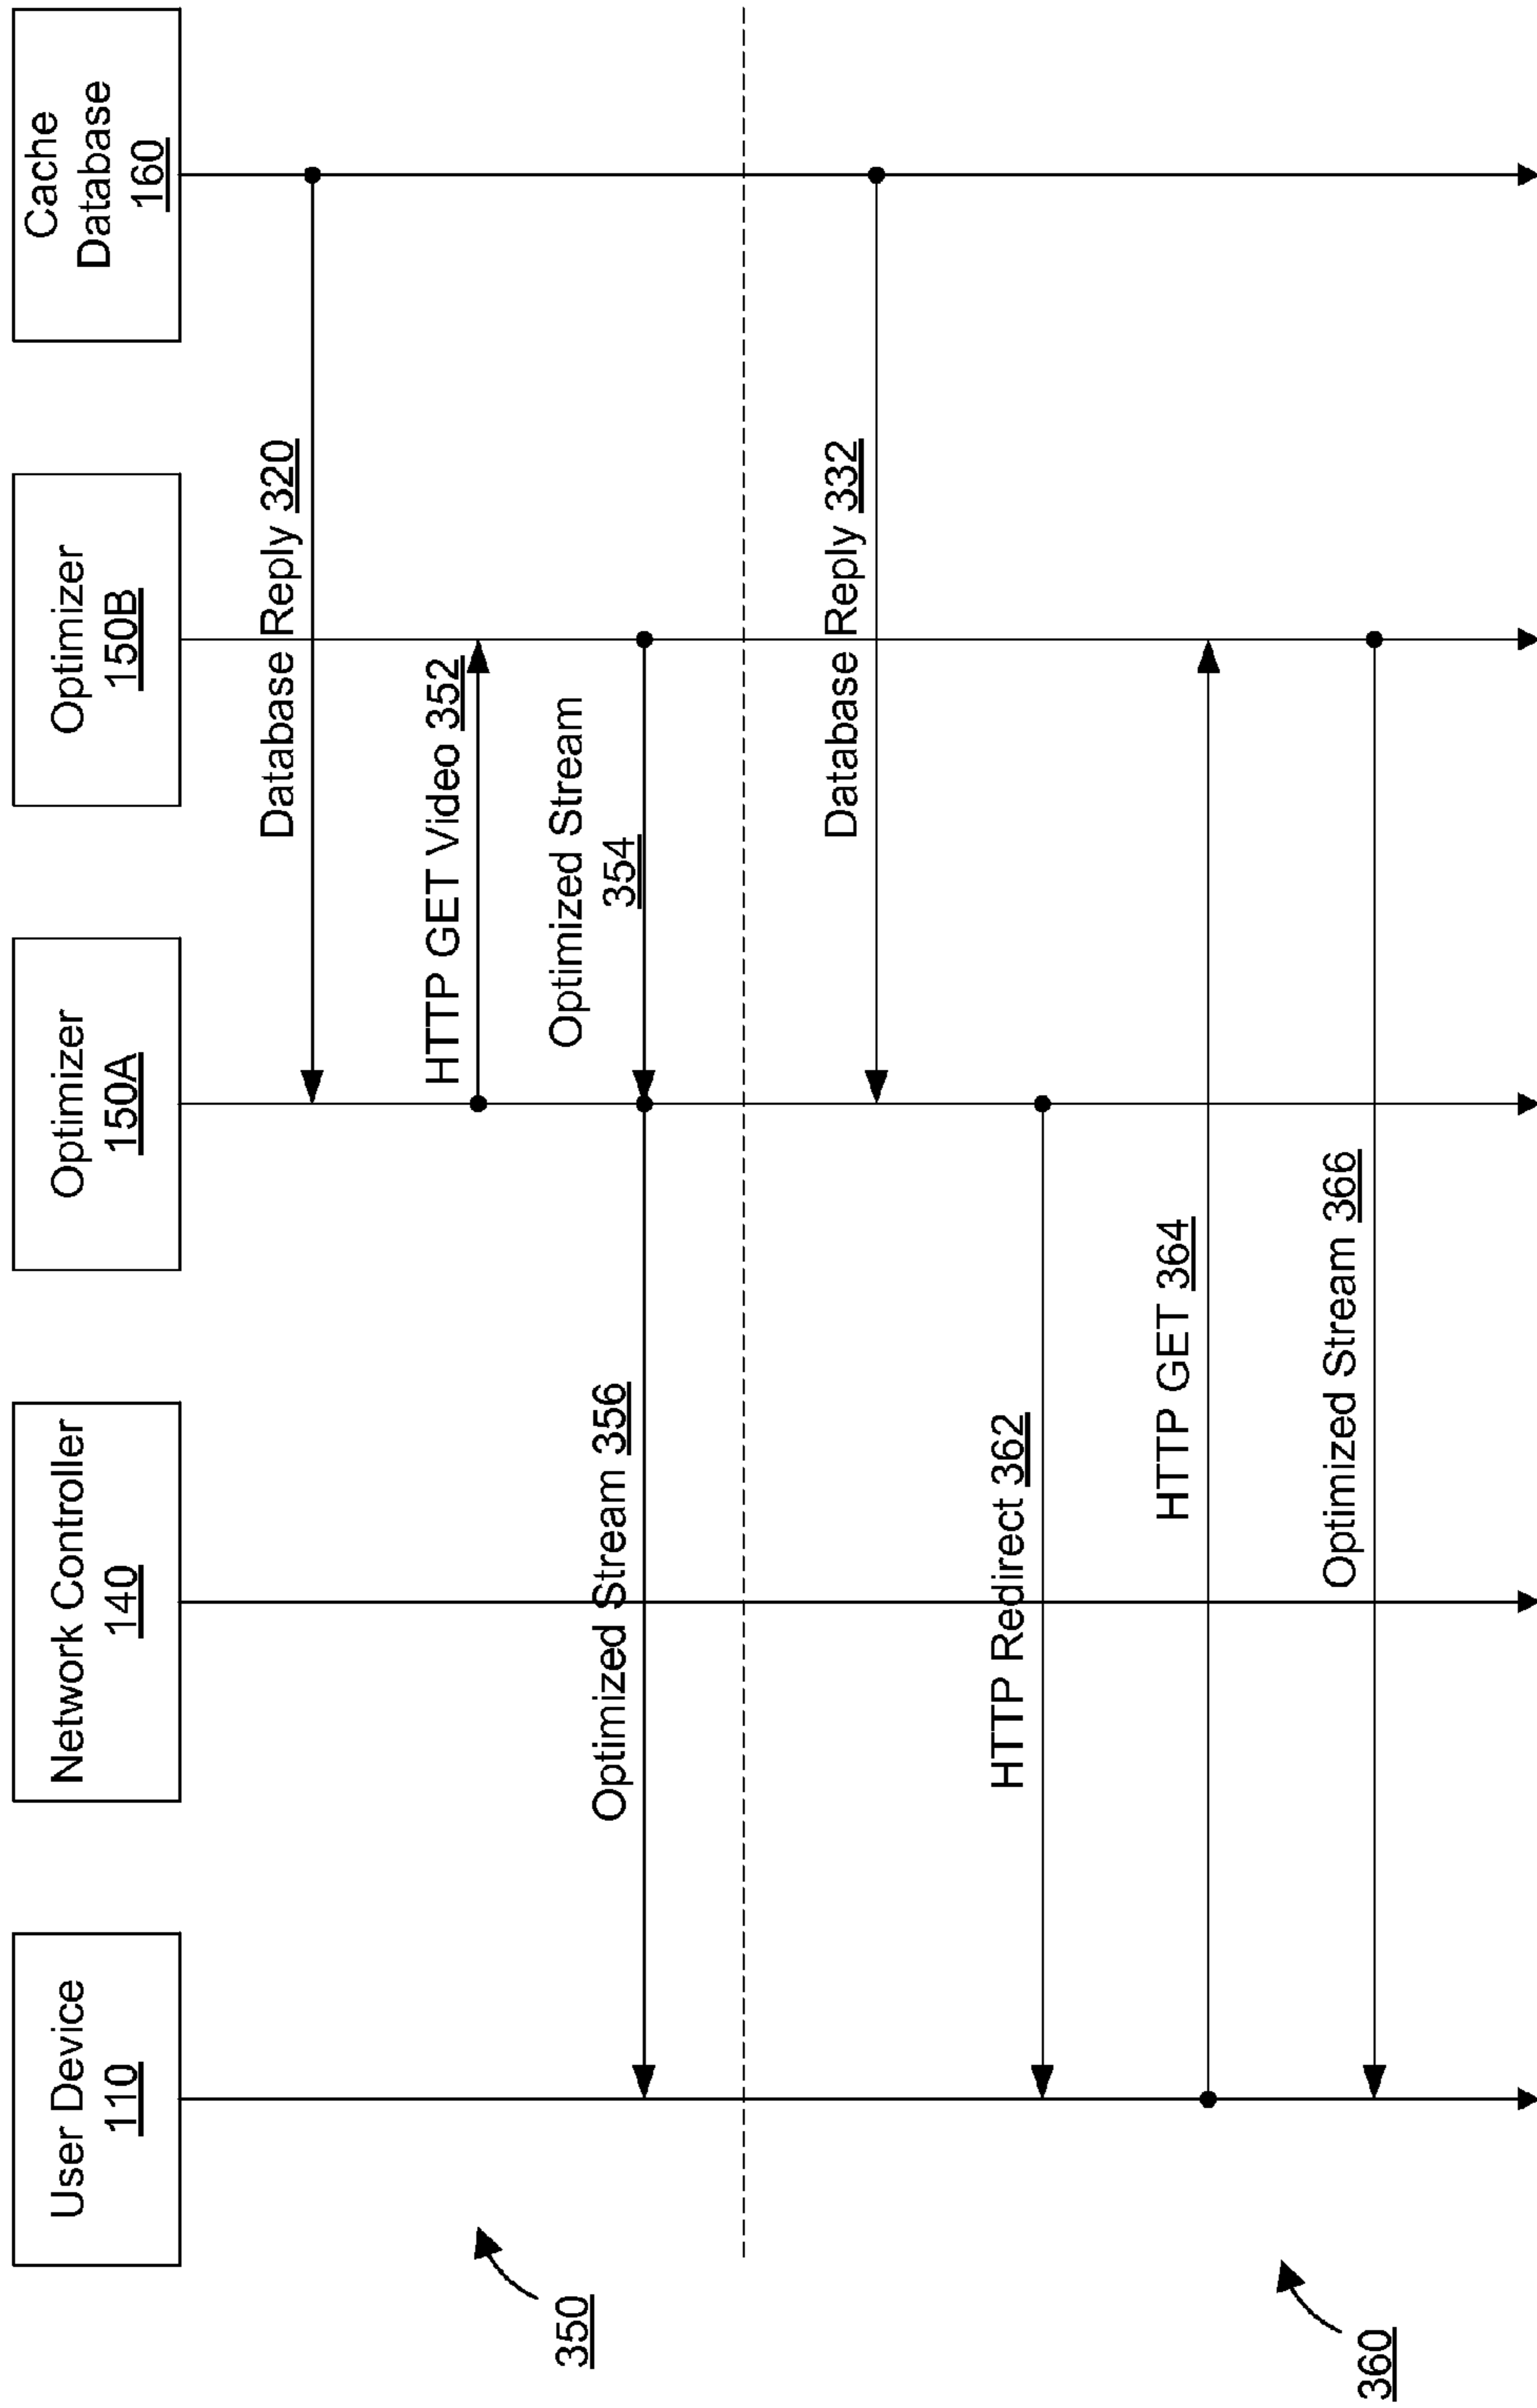 User Device
110
Network Controller
140
Optimizer
150A
Optimizer
150B
Cache
Database
160
Database Reply 320
HTTP GET Video 352
Optimized Stream
354
Optimized Stream 356
350
Database Reply 332
HTTP Redirect 362
HTTP GET 364
Optimized Stream 366
360